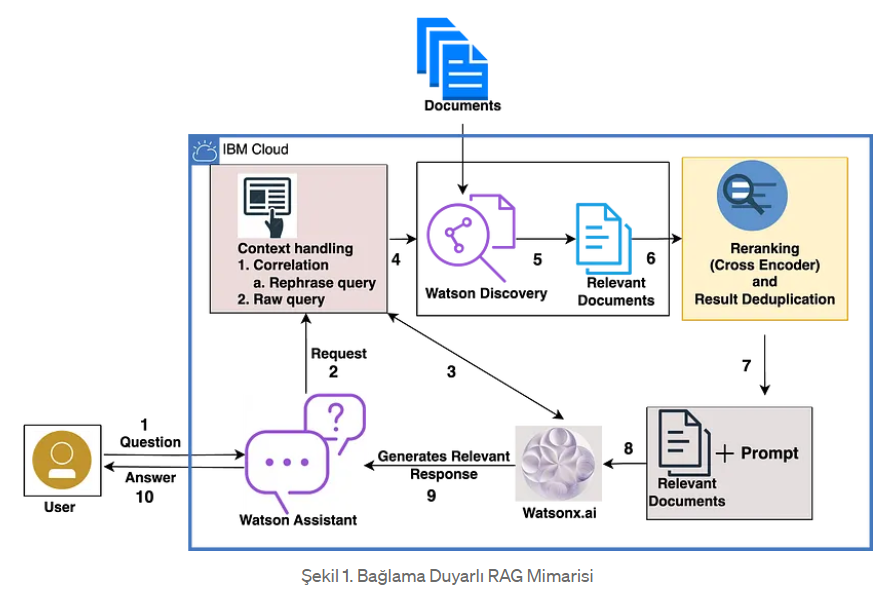 Documents
IBM Cloud
Context handling
1. Correlation
a. Rephrase query
2. Raw query
4
Watson Discovery
5
Relevant
Documents
6
Reranking
(Cross Encoder)
and
Result Deduplication
Request
2
3
7
1
Question
Answer
10
User
Watson Assistant
Generates Relevant
Response
9
Watsonx.ai
8
Relevant
Documents
+ Prompt
Şekil 1. Bağlama Duyarlı RAG Mimarisi